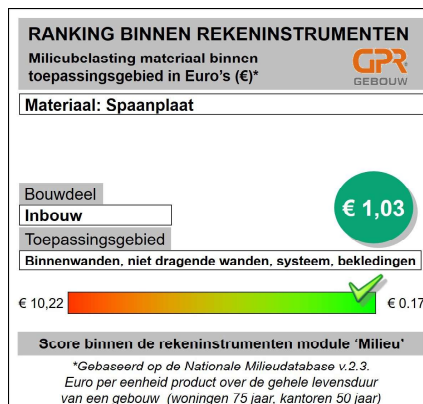 RANKING BINNEN REKENINSTRUMENTEN
Milieubelasting materiaal binnen
toepassingsgebied in Euro's (€)*
GPR
GEBOUW
Materiaal: Spaanplaat
Bouwdeel
Inbouw
€ 1,03
Toepassingsgebied
Binnenwanden, niet dragende wanden, systeem, bekledingen
€ 10,22
€ 0.17
Score binnen de rekeninstrumenten module 'Milieu'
*Gebaseerd op de Nationale Milieudatabase v.2.3.
Euro per eenheid product over de gehele levensduur
van een gebouw (woningen 75 jaar, kantoren 50 jaar)